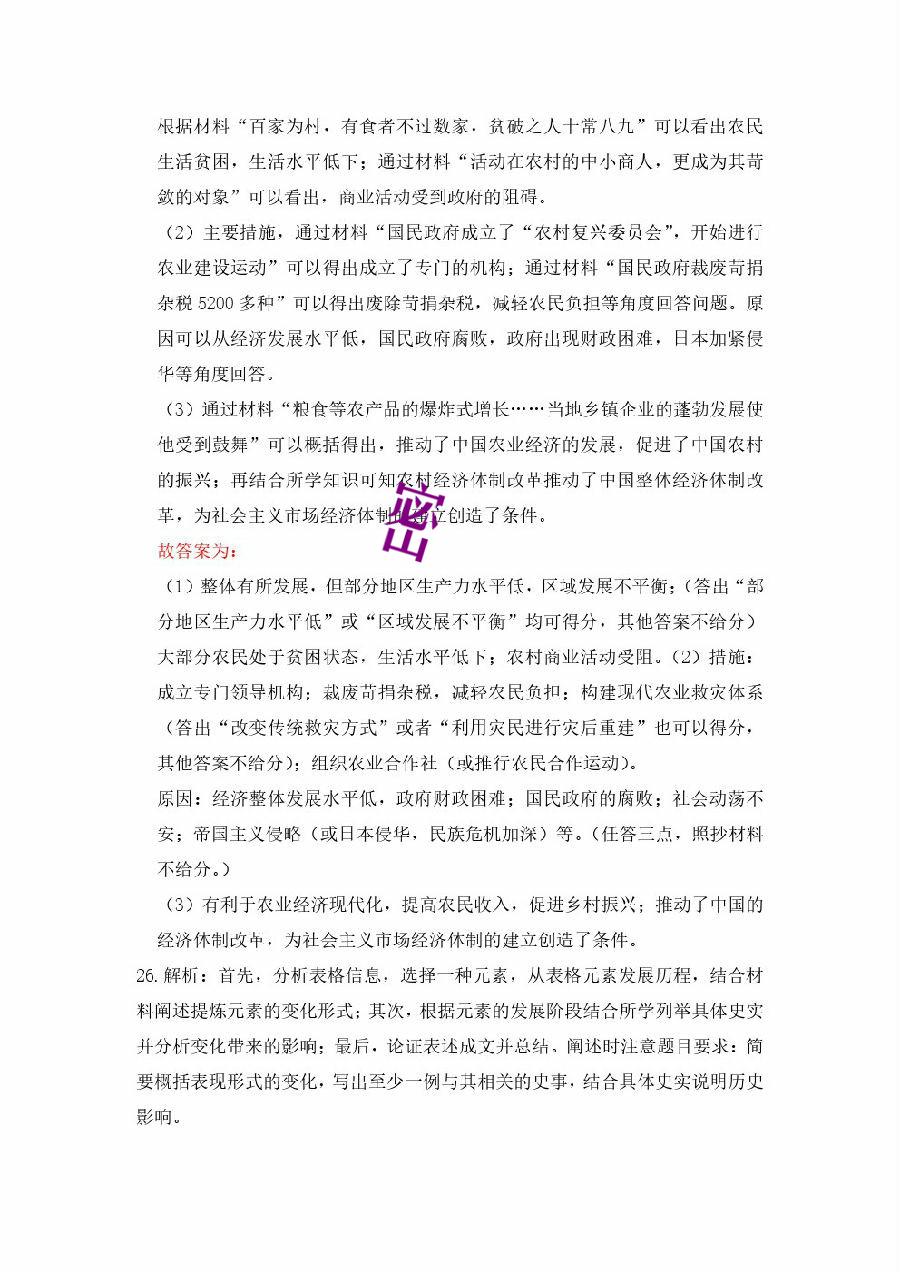 根据材料“百家为村，有食者不过数家，贫破之人十常八九”可以看出农民
生活贫困，生活水平低下；通过材料“活动在农村的中小商人，更成为其苛
敛的对象”可以看出，商业活动受到政府的阻碍。
（2）主要措施，通过材料“国民政府成立了“农村复兴委员会”，开始进行
农业建设运动”可以得出成立了专门的机构；通过材料“国民政府裁废苛捐
杂税 5200 多种”可以得出废除苛捐杂税，减轻农民负担等角度回答问题。原
因可以从经济发展水平低，国民政府腐败，政府出现财政困难，日本加紧侵
华等角度回答。
（3）通过材料“粮食等农产品的爆炸式增长……当地乡镇企业的蓬勃发展使
他受到鼓舞”可以概括得出，推动了中国农业经济的发展，促进了中国农村
的振兴；再结合所学知识可知农村经济体制改革推动了中国整体经济体制改
革，为社会主义市场经济体制的建立创造了条件。
密
故答案为：
（1）整体有所发展，但部分地区生产力水平低，区域发展不平衡；（答出“部
分地区生产力水平低”或“区域发展不平衡”均可得分，其他答案不给分）
大部分农民处于贫困状态，生活水平低下；农村商业活动受阻。（2）措施：
成立专门领导机构；裁废苛捐杂税，减轻农民负担；构建现代农业救灾体系
（答出“改变传统救灾方式”或者“利用灾民进行灾后重建”也可以得分，
其他答案不给分）；组织农业合作社（或推行农民合作运动）。
原因：经济整体发展水平低，政府财政困难；国民政府的腐败；社会动荡不
安；帝国主义侵略（或日本侵华，民族危机加深）等。（任答三点，照抄材料
不给分。）
（3）有利于农业经济现代化，提高农民收入，促进乡村振兴；推动了中国的
经济体制改革，为社会主义市场经济体制的建立创造了条件。
26.解析：首先，分析表格信息，选择一种元素，从表格元素发展历程，结合材
料阐述提炼元素的变化形式；其次，根据元素的发展阶段结合所学列举具体史实
并分析变化带来的影响；最后，论证表述成文并总结。阐述时注意题目要求：简
要概括表现形式的变化，写出至少一例与其相关的史事，结合具体史实说明历史
影响。